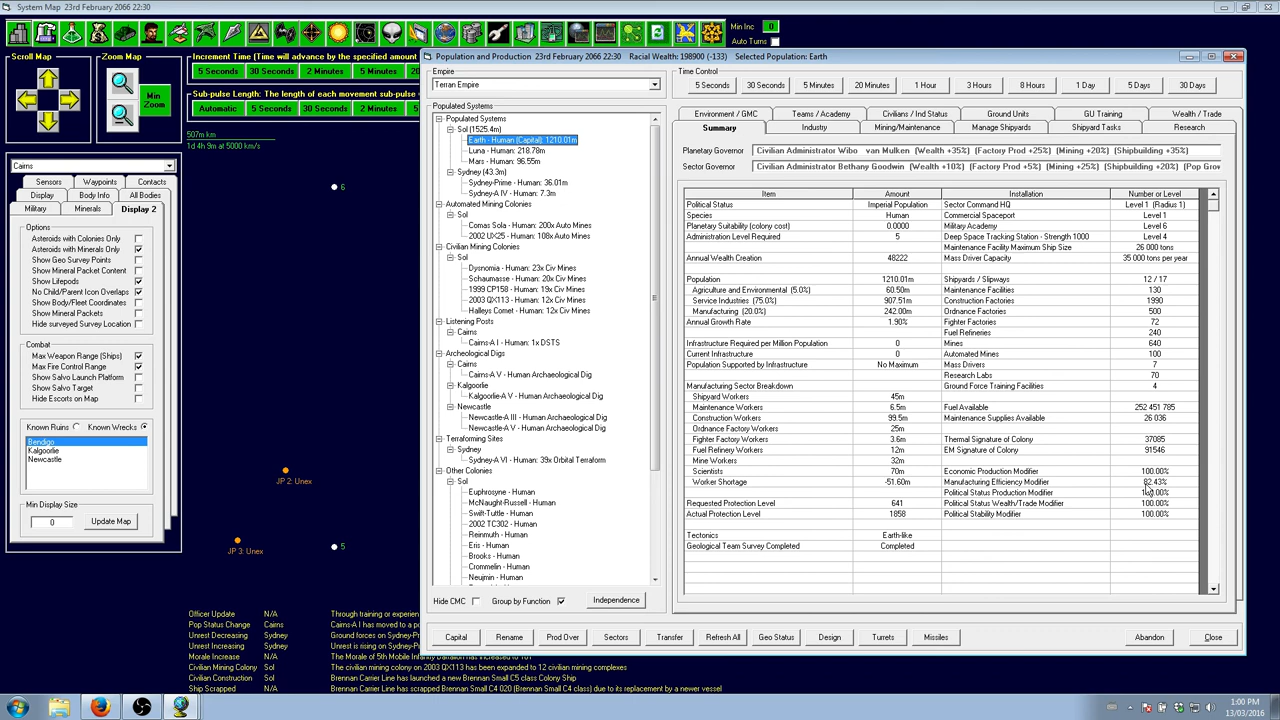 System Map   23rd February 2066 22:30
Min Inc
0
Auto Turns
Scroll Map
Zoom Map
Min Zoom
Increment Time (Time will advance by the specified amount
5 Seconds
30 Seconds
2 Minutes
5 Minutes
20
Sub-pulse Length: (The length of each movement sub-pulse
Automatic
5 Seconds
30 Seconds
2 Minutes
507m km
1d 4h 9m at 5000 km/s
Cairns
Sensors
Waypoints
Contacts
Display
Body Info
All Bodies
Military
Minerals
Display 2
Options
Asteroids with Colonies Only
Asteroids with Minerals Only
Show Geo Survey Points
Show Mineral Packet Content
Show Lifepods
No Child/Parent Icon Overlaps
Show Body/Fleet Coordinates
Show Mineral Packets
Hide surveyed Survey Location
Combat
Max Weapon Range (Ships)
Max Fire Control Range
Show Salvo Launch Platform
Show Salvo Target
Hide Escorts on Map
Known Ruins
Known Wrecks
Bendigo
Kalgoorlie
Newcastle
Min Display Size
0
Update Map
6
JP 2: Unex
JP 3: Unex
5
Officer Update   N/A   Through training or experien
Pop Status Change   Cairns   Cairns-A I has moved to a po
Unrest Decreasing   Sydney   Ground forces on Sydney-Pr
Unrest Increasing   Sydney   Unrest is rising on Sydney-Pr
Morale Increase   N/A   The Morale of 5th Mobile Infantry Battalion has increased to 101
Civilian Mining Colony   Sol   The civilian mining colony on 2003 QX113 has been expanded to 12 civilian mining complexes
Civilian Construction   Sol   Brennan Carrier Line has launched a new Brennan Small C5 class Colony Ship
Ship Scrapped   N/A   Brennan Carrier Line has scrapped Brennan Small C4 020 (Brennan Small C4 class) due to its replacement by a newer vessel
Population and Production   23rd February 2066 22:30   Racial Wealth: 198900 (-133)   Selected Population: Earth
Empire
Terran Empire
Time Control
5 Seconds
30 Seconds
5 Minutes
20 Minutes
1 Hour
3 Hours
8 Hours
1 Day
5 Days
30 Days
Populated Systems
Populated Systems
Sol (1525.4m)
Earth - Human (Capital): 1210.01m
Luna - Human: 218.78m
Mars - Human: 96.55m
Sydney (43.3m)
Sydney-Prime - Human: 36.01m
Sydney-A IV - Human: 7.3m
Automated Mining Colonies
Sol
Comas Sola - Human: 200x Auto Mines
2002 UX25 - Human: 108x Auto Mines
Civilian Mining Colonies
Sol
Dysnomia - Human: 23x Civ Mines
Schaumasse - Human: 20x Civ Mines
1999 CP158 - Human: 19x Civ Mines
2003 QX113 - Human: 12x Civ Mines
Halleys Comet - Human: 12x Civ Mines
Listening Posts
Cairns
Cairns-A I - Human: 1x DSTS
Archeological Digs
Cairns
Cairns-A V - Human Archaeological Dig
Kalgoorlie
Kalgoorlie-A V - Human Archaeological Dig
Newcastle
Newcastle-A III - Human Archaeological Dig
Newcastle-A V - Human Archaeological Dig
Terraforming Sites
Sydney
Sydney-A VI - Human: 39x Orbital Terraform
Other Colonies
Sol
Euphrosyne - Human
McNaught-Russell - Human
Swift-Tuttle - Human
2002 TC302 - Human
Reinmuth - Human
Eris - Human
Brooks - Human
Crommelin - Human
Neujmin - Human
Hide CMC
Group by Function
Independence
Environment / GMC
Teams / Academy
Civilians / Ind Status
Ground Units
GU Training
Wealth / Trade
Summary
Industry
Mining/Maintenance
Manage Shipyards
Shipyard Tasks
Research
Planetary Governor   Civilian Administrator Wibo van Mulken (Wealth +35%) (Factory Prod +25%) (Mining +20%) (Shipbuilding +35%)
Sector Governor   Civilian Administrator Bethany Goodwin (Wealth +10%) (Factory Prod +5%) (Mining +25%) (Shipbuilding +20%) (Pop Grow
Item   Amount   Installation   Number or Level
Political Status   Imperial Population   Sector Command HQ   Level 1 (Radius 1)
Species   Human   Commercial Spaceport   Level 1
Planetary Suitability (colony cost)   0.0000   Military Academy   Level 6
Administration Level Required   5   Deep Space Tracking Station - Strength 1000   Level 4
Maintenance Facility Maximum Ship Size   26 000 tons
Annual Wealth Creation   48222   Mass Driver Capacity   35 000 tons per year
Population   1210.01m   Shipyards / Slipways   12 / 17
Agriculture and Environmental (5.0%)   60.50m   Maintenance Facilities   130
Service Industries (75.0%)   907.51m   Construction Factories   1990
Manufacturing (20.0%)   242.00m   Ordnance Factories   500
Annual Growth Rate   1.90%   Fighter Factories   72
Fuel Refineries   240
Infrastructure Required per Million Population   0   Mines   640
Current Infrastructure   0   Automated Mines   100
Population Supported by Infrastructure   No Maximum   Mass Drivers   7
Research Labs   70
Manufacturing Sector Breakdown   Ground Force Training Facilities   4
Shipyard Workers   45m
Maintenance Workers   6.5m   Fuel Available   252 451 785
Construction Workers   99.5m   Maintenance Supplies Available   26 036
Ordnance Factory Workers   25m
Fighter Factory Workers   3.6m   Thermal Signature of Colony   37085
Fuel Refinery Workers   12m   EM Signature of Colony   91546
Mine Workers   32m
Scientists   70m   Economic Production Modifier   100.00%
Worker Shortage   -51.60m   Manufacturing Efficiency Modifier   82.43%
Political Status Production Modifier   100.00%
Requested Protection Level   641   Political Status Wealth/Trade Modifier   100.00%
Actual Protection Level   1858   Political Stability Modifier   100.00%
Tectonics   Earth-like
Geological Team Survey Completed   Completed
Capital
Rename
Prod Over
Sectors
Transfer
Refresh All
Geo Status
Design
Turrets
Missiles
Abandon
Close
1:00 PM
13/03/2016